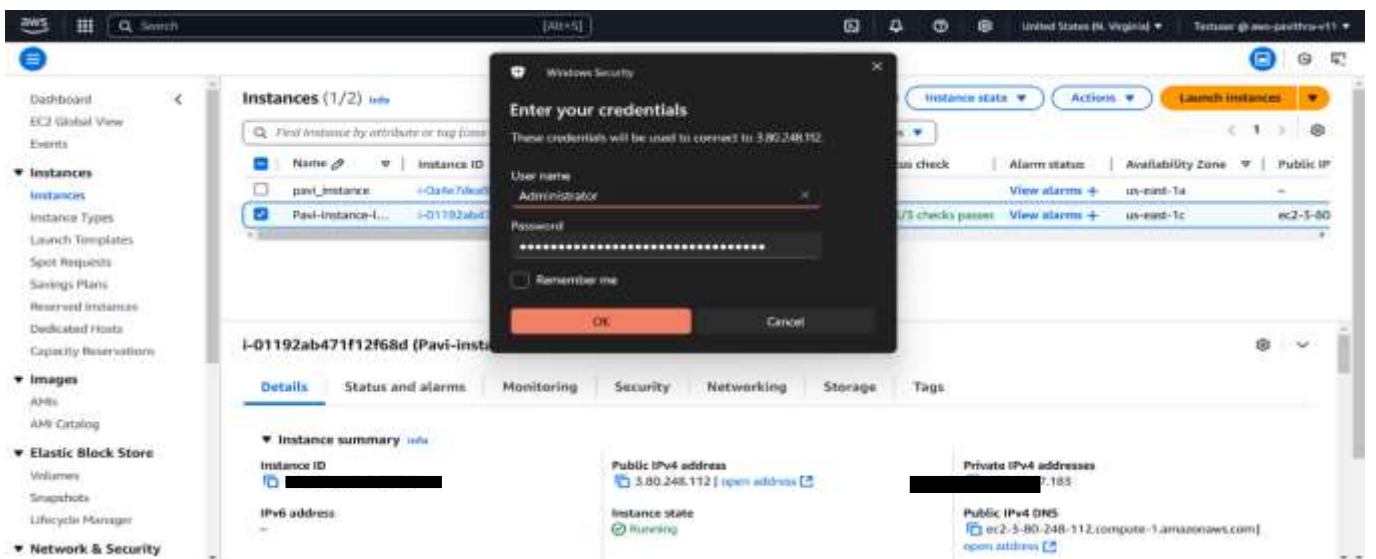 aws Search [Alt+S] United States (N. Virginia) Testuser @ aws-pavithra-v11
Dashboard
EC2 Global View
Events
Instances
Instances
Instance Types
Launch Templates
Spot Requests
Savings Plans
Reserved Instances
Dedicated Hosts
Capacity Reservations
Images
AMIs
AMI Catalog
Elastic Block Store
Volumes
Snapshots
Lifecycle Manager
Network & Security
Instances (1/2) Info
Instance state Actions Launch instances
Find Instance by attribute or tag (case
1
Name Instance ID check Alarm status Availability Zone Public IP
pavi_instance View alarms + us-east-1a –
Pavi-instance-i... checks passed View alarms + us-east-1c ec2-3-80
Windows Security
Enter your credentials
These credentials will be used to connect to 3.80.248.112.
User name
Administrator
Password
Remember me
OK Cancel
i-01192ab471f12f68d (Pavi-insta
Details Status and alarms Monitoring Security Networking Storage Tags
Instance summary Info
Instance ID Public IPv4 address Private IPv4 addresses
3.80.248.112 | open address 7.183
IPv6 address Instance state Public IPv4 DNS
– Running ec2-3-80-248-112.compute-1.amazonaws.com |
open address